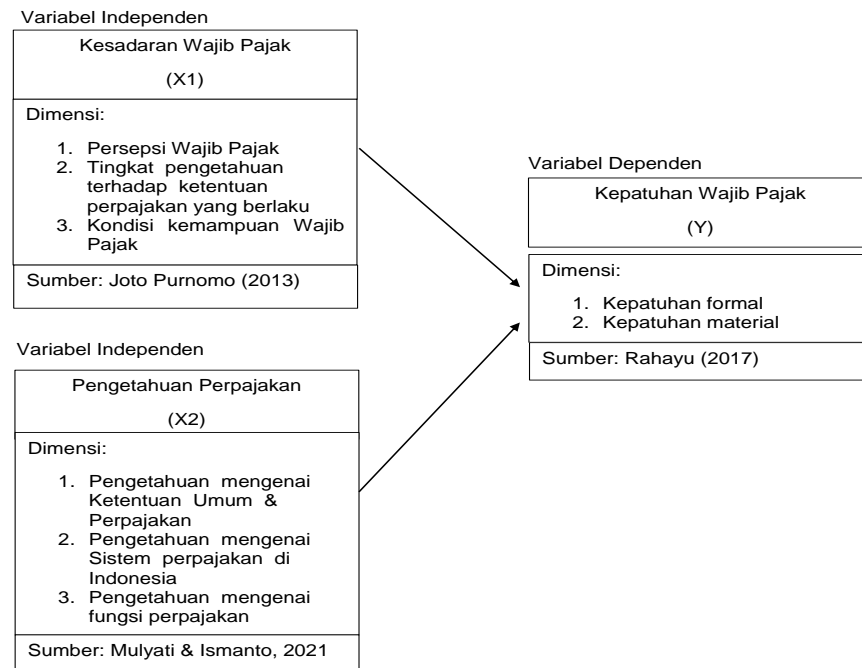 Variabel Independen
Kesadaran Wajib Pajak
(X1)
Dimensi:
1. Persepsi Wajib Pajak
2. Tingkat pengetahuan
terhadap ketentuan
perpajakan yang berlaku
3. Kondisi kemampuan Wajib
Pajak
Sumber: Joto Purnomo (2013)
Variabel Independen
Pengetahuan Perpajakan
(X2)
Dimensi:
1. Pengetahuan mengenai
Ketentuan Umum &
Perpajakan
2. Pengetahuan mengenai
Sistem perpajakan di
Indonesia
3. Pengetahuan mengenai
fungsi perpajakan
Sumber: Mulyati & Ismanto, 2021
Variabel Dependen
Kepatuhan Wajib Pajak
(Y)
Dimensi:
1. Kepatuhan formal
2. Kepatuhan material
Sumber: Rahayu (2017)